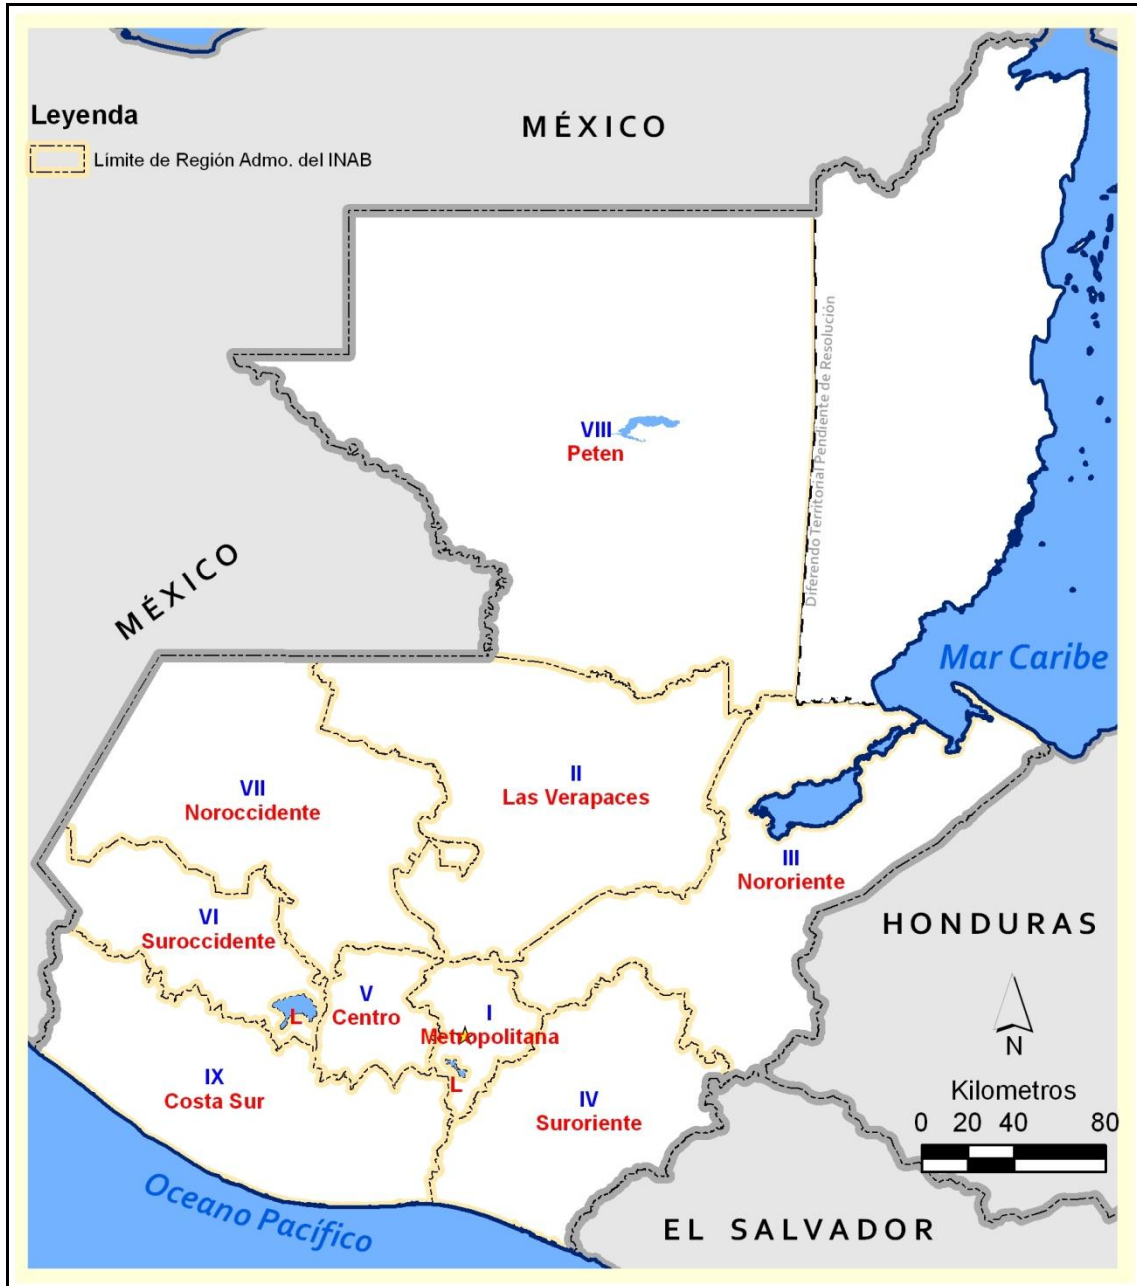 MÉXICO
Leyenda
Límite de Región Admo. del INAB
Diferendo Territorial Pendiente de Resolución
VIII
Peten
MÉXICO
Mar Caribe
VII
Noroccidente
II
Las Verapaces
III
Nororiente
VI
Suroccidente
HONDURAS
V
Centro
I
Metropolitana
L
L
N
IX
Costa Sur
IV
Suroriente
Kilometros
0 20 40 80
Oceano Pacífico
EL SALVADOR